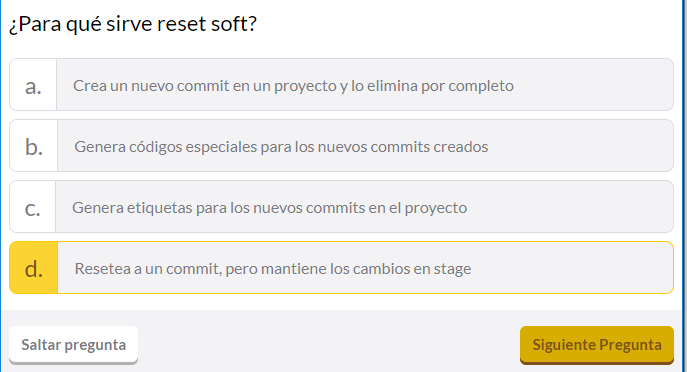 ¿Para qué sirve reset soft?
a. Crea un nuevo commit en un proyecto y lo elimina por completo
b. Genera códigos especiales para los nuevos commits creados
c. Genera etiquetas para los nuevos commits en el proyecto
d. Resetea a un commit, pero mantiene los cambios en stage
Saltar pregunta Siguiente Pregunta